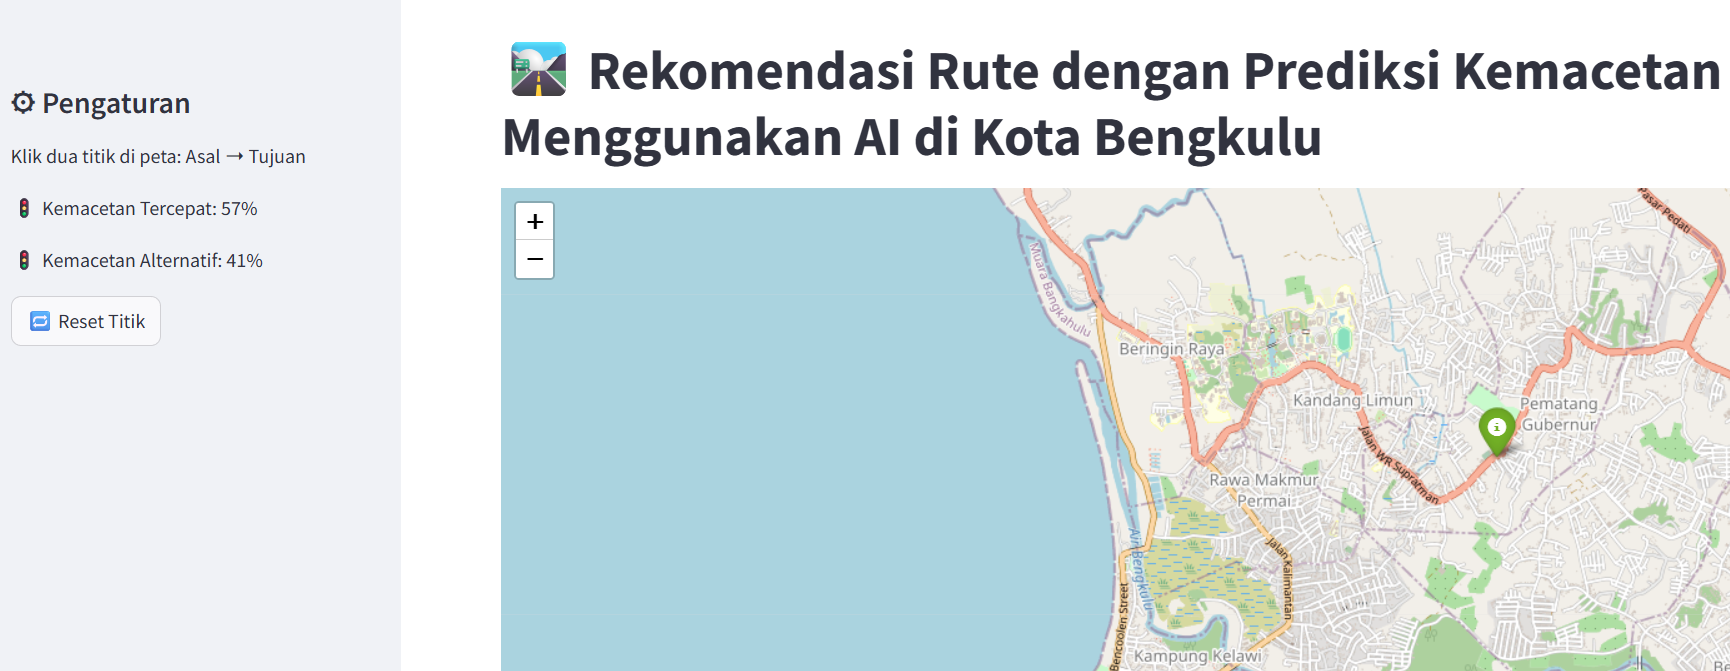 ⚙ Pengaturan
Klik dua titik di peta: Asal → Tujuan
🚦 Kemacetan Tercepat: 57%
🚦 Kemacetan Alternatif: 41%
🔁 Reset Titik
🛣️ Rekomendasi Rute dengan Prediksi Kemacetan
Menggunakan AI di Kota Bengkulu
+
−
Pasar Pedati
Muara Bangkahulu
Beringin Raya
Kandang Limun
Pematang
Gubernur
Jalan WR Supratman
Rawa Makmur
Permai
Jalan Kalimantan
Air Bengkulu
Bencoolen Street
Kampung Kelawi